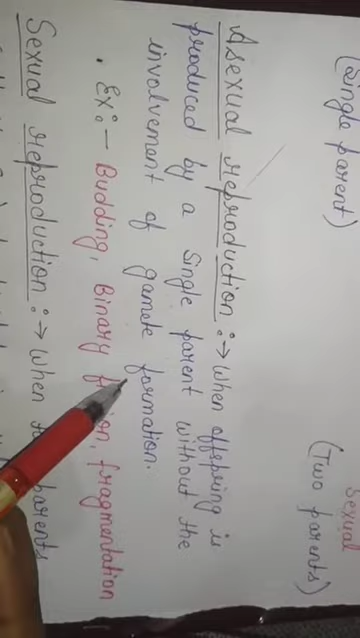 Sexual
(single parent)
(Two parents)
Asexual reproduction :→ When offspring is
produced by a single parent without the
involvement of gamete formation.
. Ex:- Budding, Binary fragmentation
Sexual reproduction :→ When parents